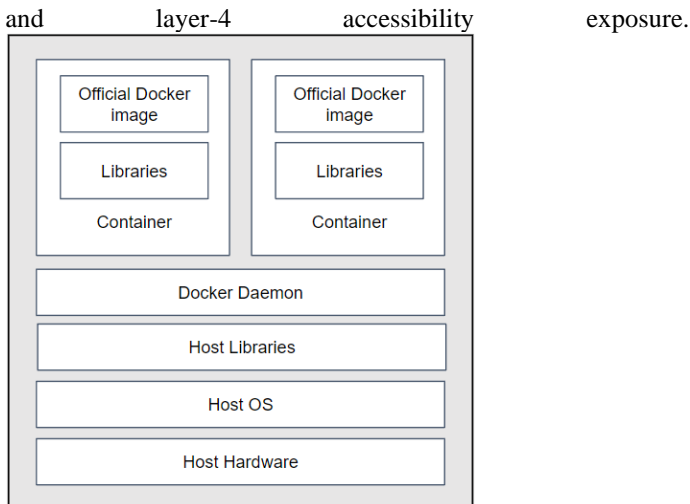 and layer-4 accessibility exposure.
Official Docker
image
Libraries
Container
Official Docker
image
Libraries
Container
Docker Daemon
Host Libraries
Host OS
Host Hardware